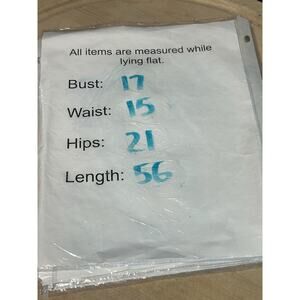 All items are measured while
lying flat.
Bust: 17
Waist: 15
Hips: 21
Length: 56